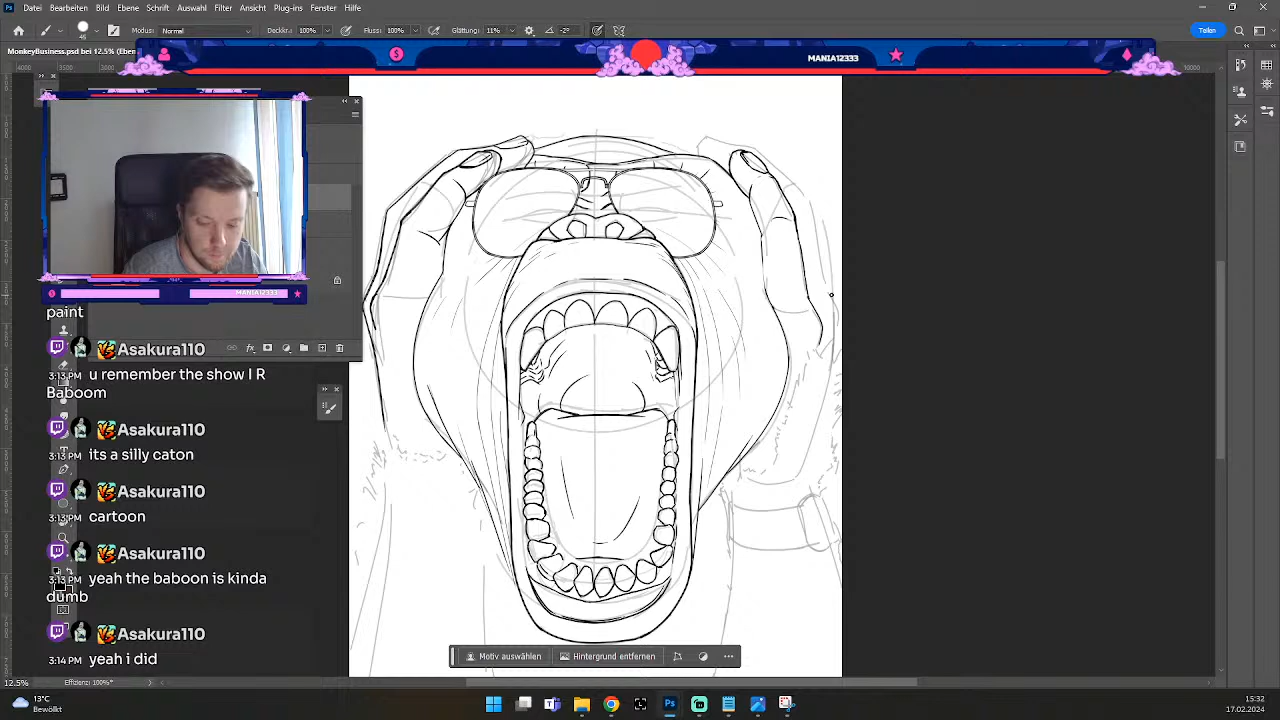 Datei Bearbeiten Bild Ebene Schrift Auswahl Filter Ansicht Plug-ins Fenster Hilfe
Modus: Normal Deckkr.: 100% Fluss: 100% Glättung: 11% Teilen
MonkeyBusiness.psd bei 12.5% (Eben
MANIA12333
MANIA12333
paint
Asakura110
3:13 PM u remember the show I R
Baboom
Asakura110
3:13 PM its a silly caton
Asakura110
3:13 PM cartoon
Asakura110
3:13 PM yeah the baboon is kinda
dumb
Asakura110
3:14 PM yeah i did
Motiv auswählen Hintergrund entfernen
12.5% Effizienz: 100%*
13°C
Bewölkt
15:32
17.02.2024